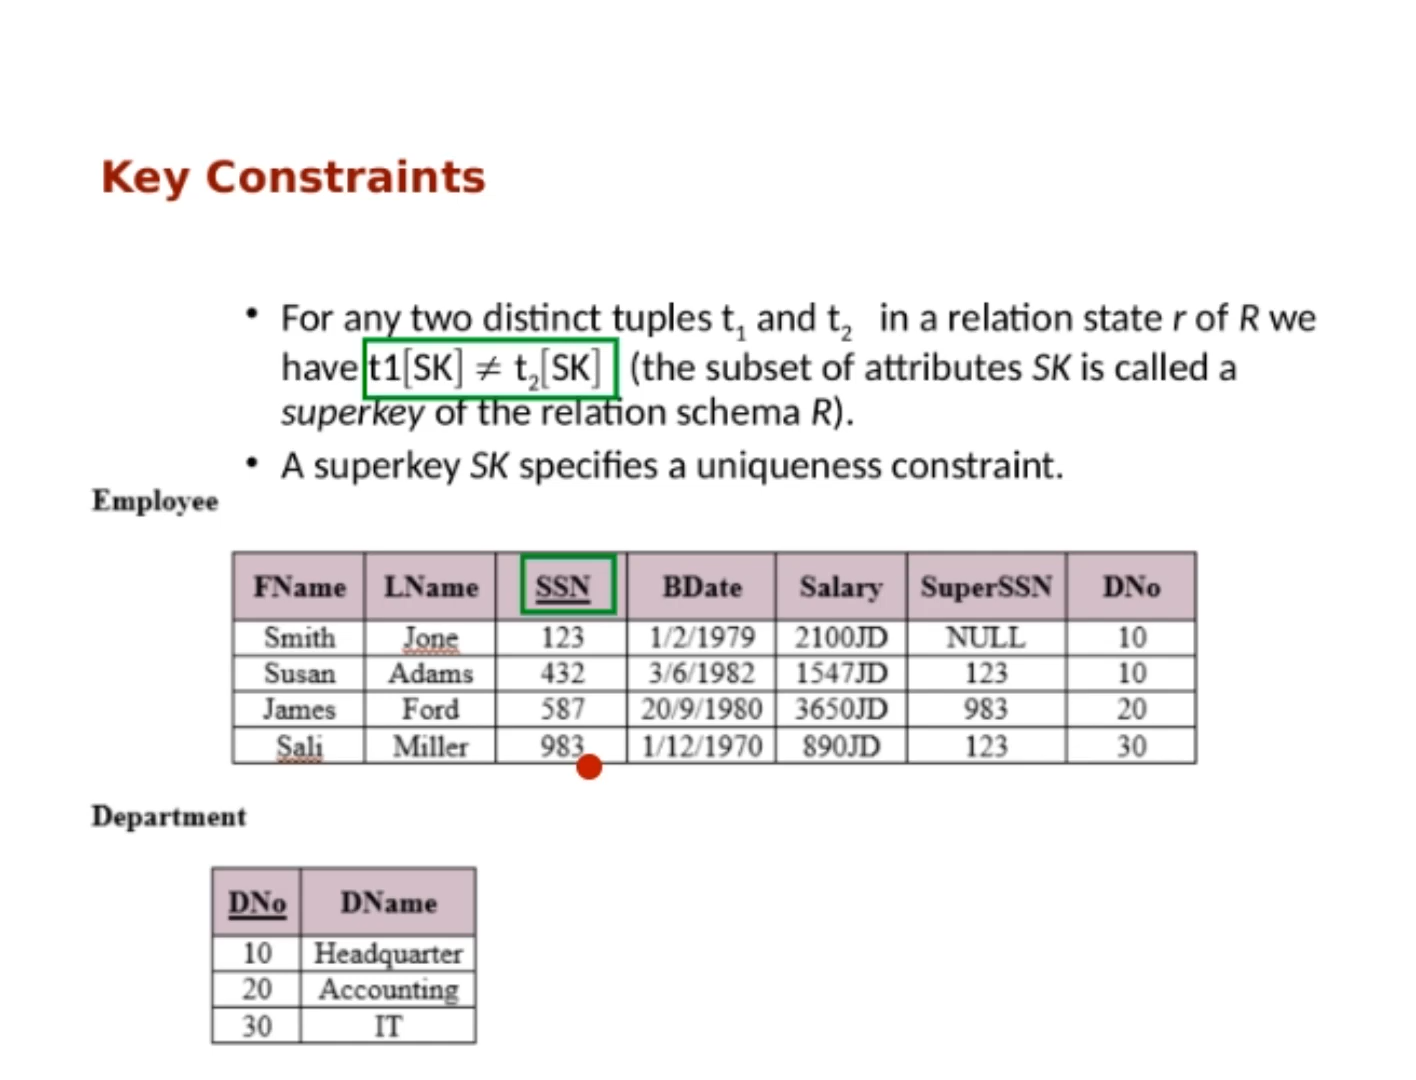 Key Constraints
• For any two distinct tuples t₁ and t₂ in a relation state r of R we
have t1[SK] ≠ t₂[SK] (the subset of attributes SK is called a
superkey of the relation schema R).
• A superkey SK specifies a uniqueness constraint.
Employee
FName LName SSN BDate Salary SuperSSN DNo
Smith Jone 123 1/2/1979 2100JD NULL 10
Susan Adams 432 3/6/1982 1547JD 123 10
James Ford 587 20/9/1980 3650JD 983 20
Sali Miller 983 1/12/1970 890JD 123 30
Department
DNo DName
10 Headquarter
20 Accounting
30 IT